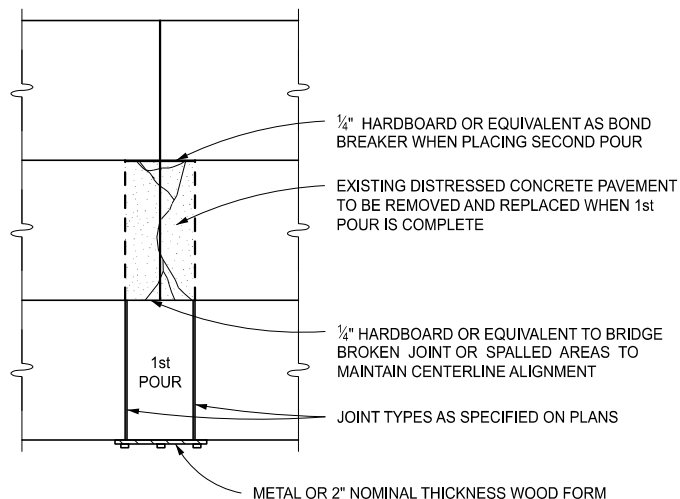 ¼" HARDBOARD OR EQUIVALENT AS BOND
BREAKER WHEN PLACING SECOND POUR
EXISTING DISTRESSED CONCRETE PAVEMENT
TO BE REMOVED AND REPLACED WHEN 1st
POUR IS COMPLETE
¼" HARDBOARD OR EQUIVALENT TO BRIDGE
BROKEN JOINT OR SPALLED AREAS TO
MAINTAIN CENTERLINE ALIGNMENT
1st
POUR
JOINT TYPES AS SPECIFIED ON PLANS
METAL OR 2" NOMINAL THICKNESS WOOD FORM